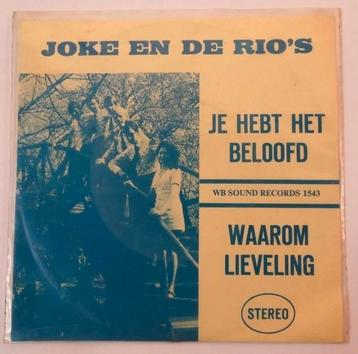 JOKE EN DE RIO'S
JE HEBT HET
BELOOFD
WB SOUND RECORDS 1543
WAAROM
LIEVELING
STEREO